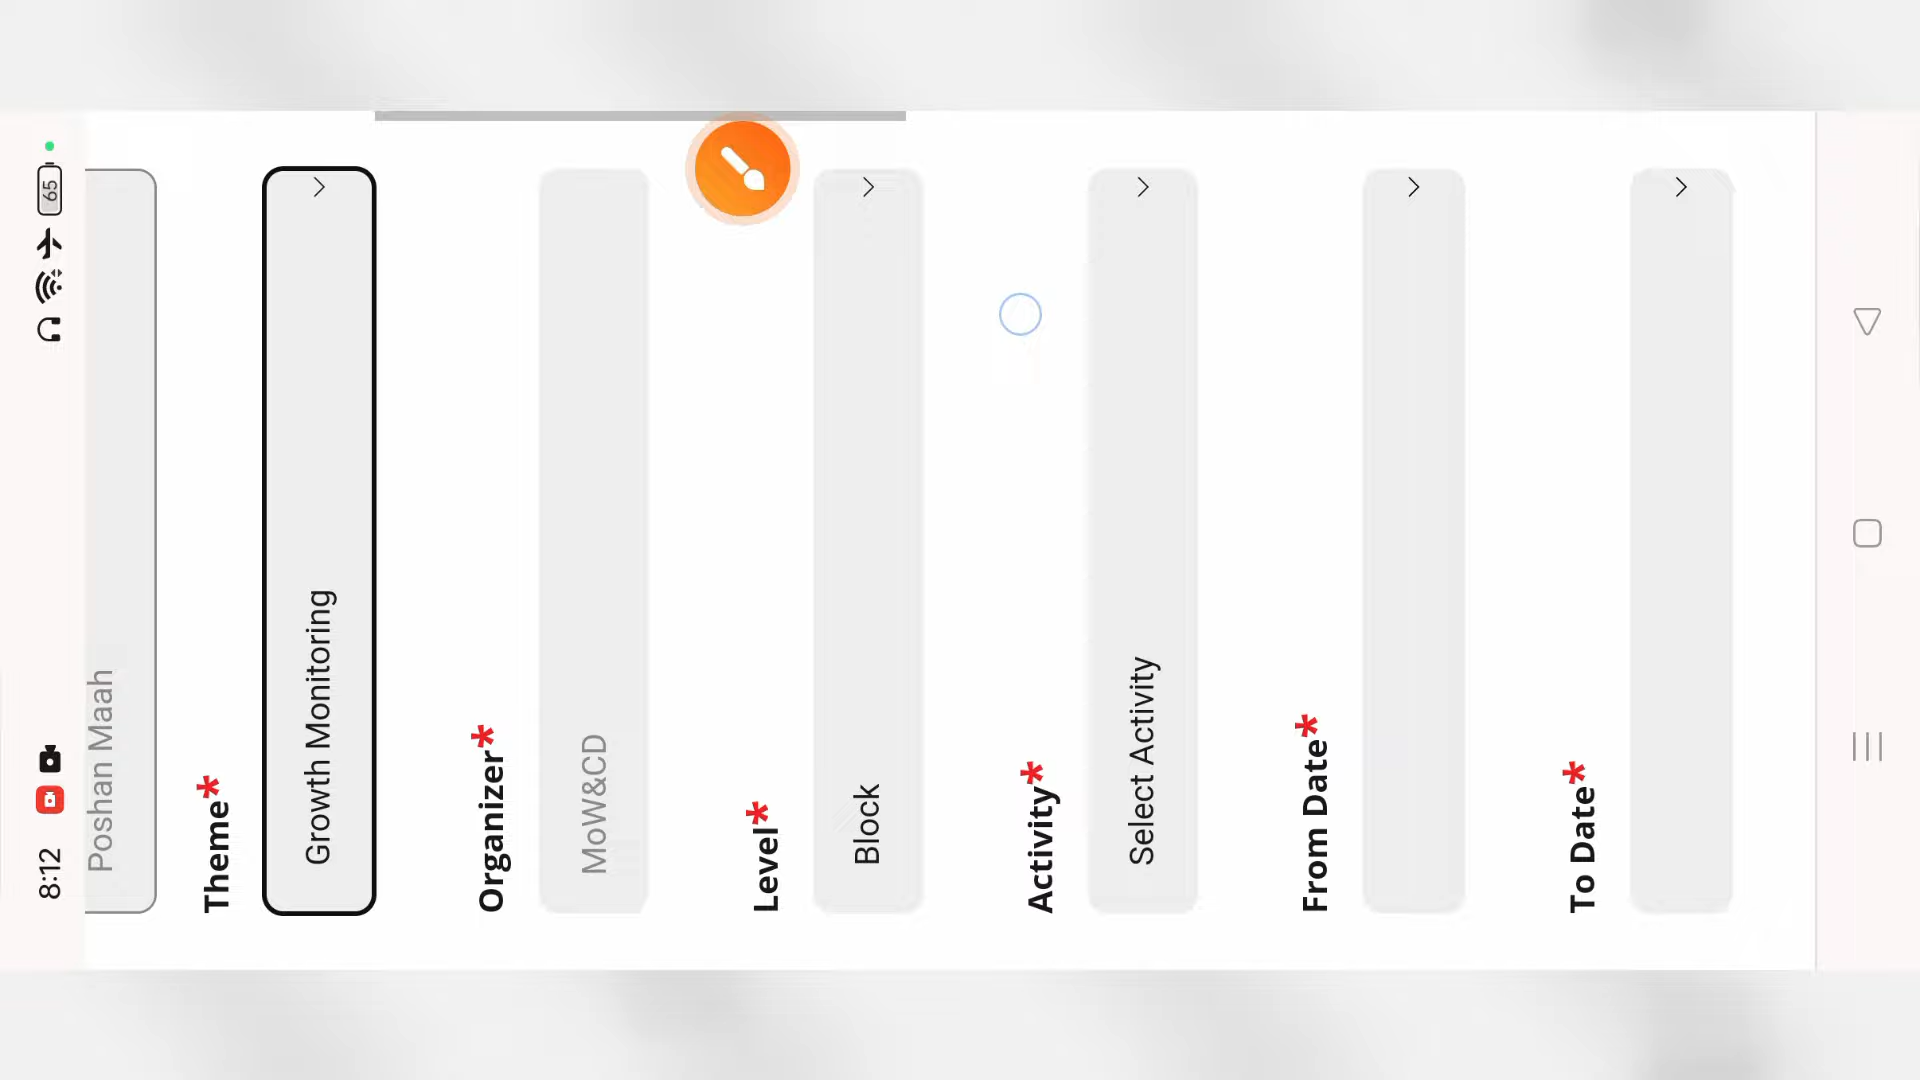 8:12
65
Poshan Maah
Theme*
Growth Monitoring
Organizer*
MoW&CD
Level*
Block
Activity*
Select Activity
From Date*
To Date*